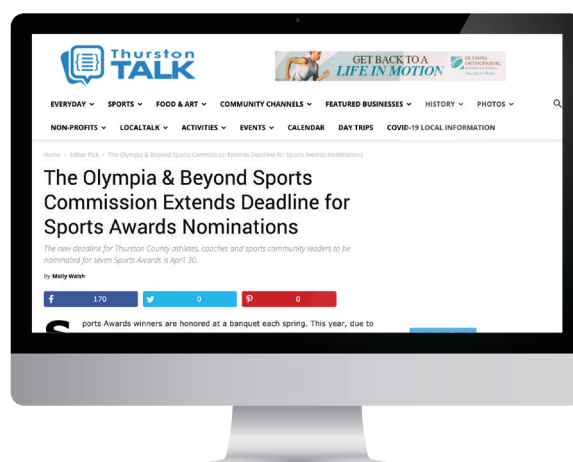 Thurston
TALK
GET BACK TO A
LIFE IN MOTION
OLYMPIA
ORTHOPAEDIC
ASSOCIATES
EVERYDAY SPORTS FOOD & ART COMMUNITY CHANNELS FEATURED BUSINESSES HISTORY PHOTOS
NON-PROFITS LOCALTALK ACTIVITIES EVENTS CALENDAR DAY TRIPS COVID-19 LOCAL INFORMATION
Home › Editor Pick › The Olympia & Beyond Sports Commission Extends Deadline for Sports Awards Nominations
The Olympia & Beyond Sports
Commission Extends Deadline for
Sports Awards Nominations
The new deadline for Thurston County athletes, coaches and sports community leaders to be
nominated for seven Sports Awards is April 30.
By Molly Walsh
f 170 0 0
Sports Awards winners are honored at a banquet each spring. This year, due to